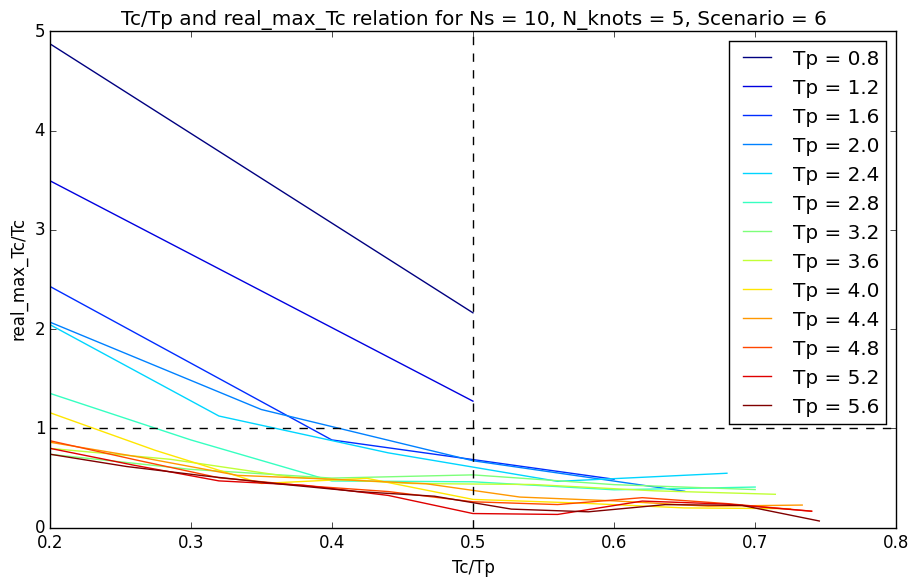 Tc/Tp and real_max_Tc relation for Ns = 10, N_knots = 5, Scenario = 6
5
4
3
2
1
0
real_max_Tc/Tc
0.2 0.3 0.4 0.5 0.6 0.7 0.8
Tc/Tp
Tp = 0.8
Tp = 1.2
Tp = 1.6
Tp = 2.0
Tp = 2.4
Tp = 2.8
Tp = 3.2
Tp = 3.6
Tp = 4.0
Tp = 4.4
Tp = 4.8
Tp = 5.2
Tp = 5.6